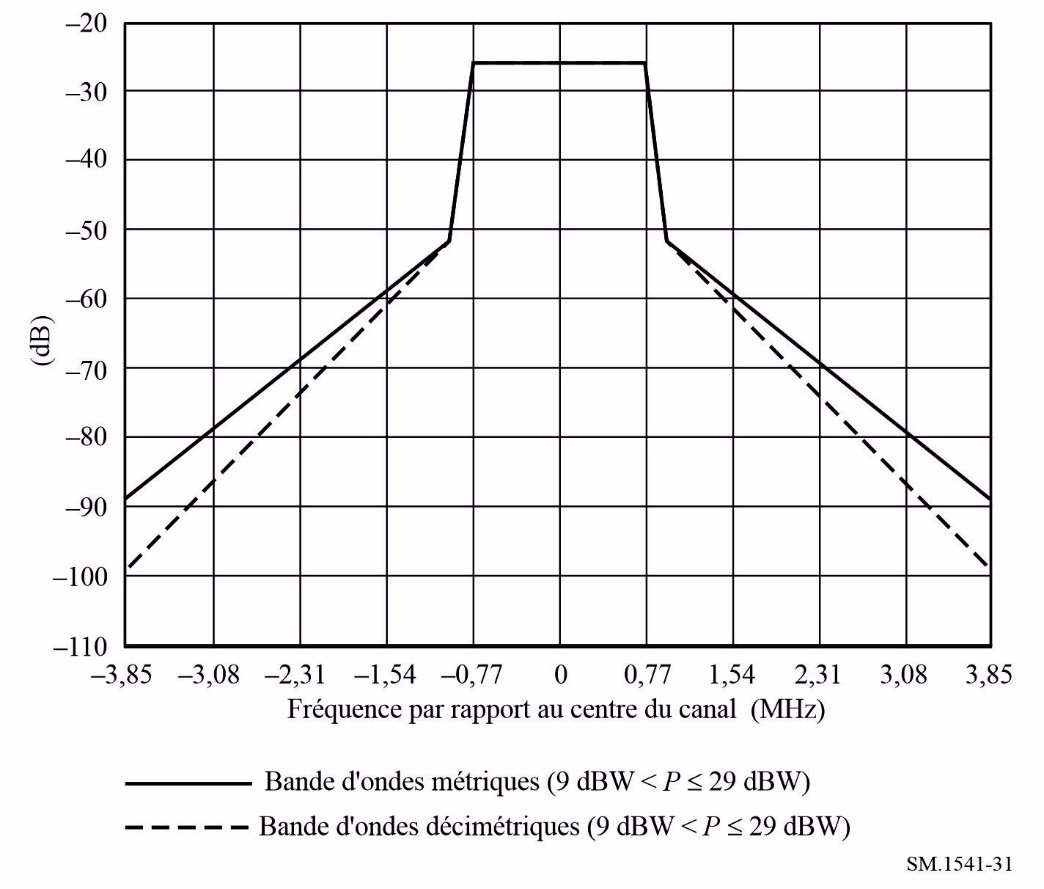 –20
–30
–40
–50
–60
–70
–80
–90
–100
–110
(dB)
–3,85 –3,08 –2,31 –1,54 –0,77 0 0,77 1,54 2,31 3,08 3,85
Fréquence par rapport au centre du canal (MHz)
Bande d'ondes métriques (9 dBW < P ≤ 29 dBW)
Bande d'ondes décimétriques (9 dBW < P ≤ 29 dBW)
SM.1541-31